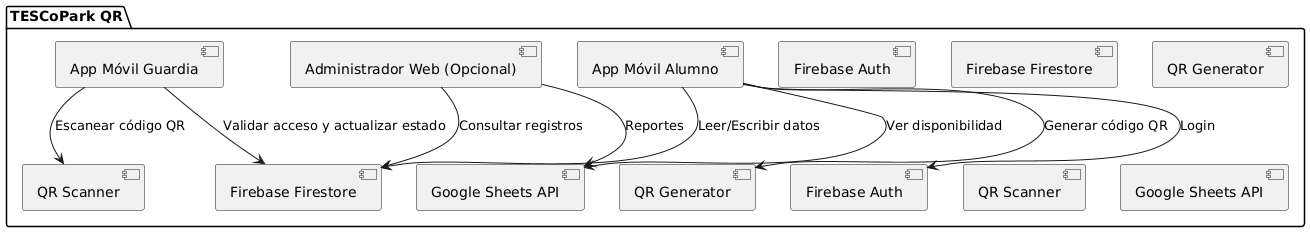 TESCoPark QR
App Móvil Guardia
Administrador Web (Opcional)
App Móvil Alumno
Firebase Auth
Firebase Firestore
QR Generator
Escanear código QR
Validar acceso y actualizar estado
Consultar registros
Reportes
Leer/Escribir datos
Ver disponibilidad
Generar código QR
Login
QR Scanner
Firebase Firestore
Google Sheets API
QR Generator
Firebase Auth
QR Scanner
Google Sheets API